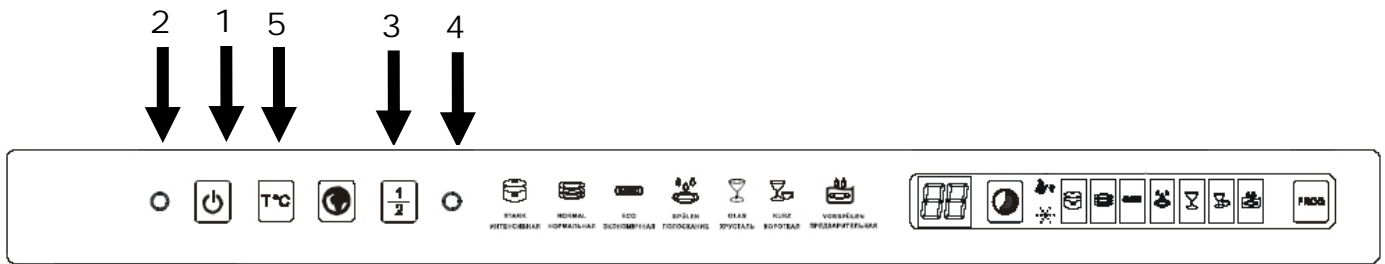 2 1 5 3 4
T°C
1
2
STARK NORMAL ECO SPÜLEN GLAS KURZ VORSPÜLEN
ИНТЕНСИВНАЯ НОРМАЛЬНАЯ ЭКОНОМИЧНАЯ ПОЛОСКАНИЕ ХРУСТАЛЬ КОРОТКАЯ ПРЕДВАРИТЕЛЬНАЯ
88
PROG